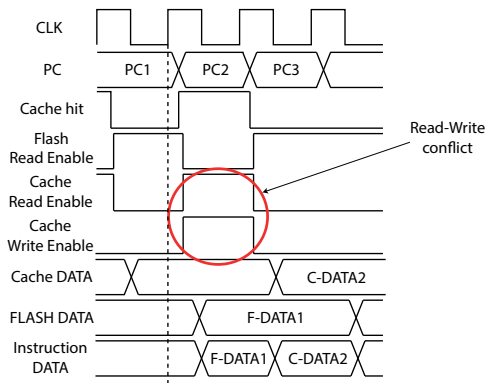 CLK
PC PC1 PC2 PC3
Cache hit
Flash
Read Enable
Read-Write
conflict
Cache
Read Enable
Cache
Write Enable
Cache DATA C-DATA2
FLASH DATA F-DATA1
Instruction
DATA
F-DATA1 C-DATA2